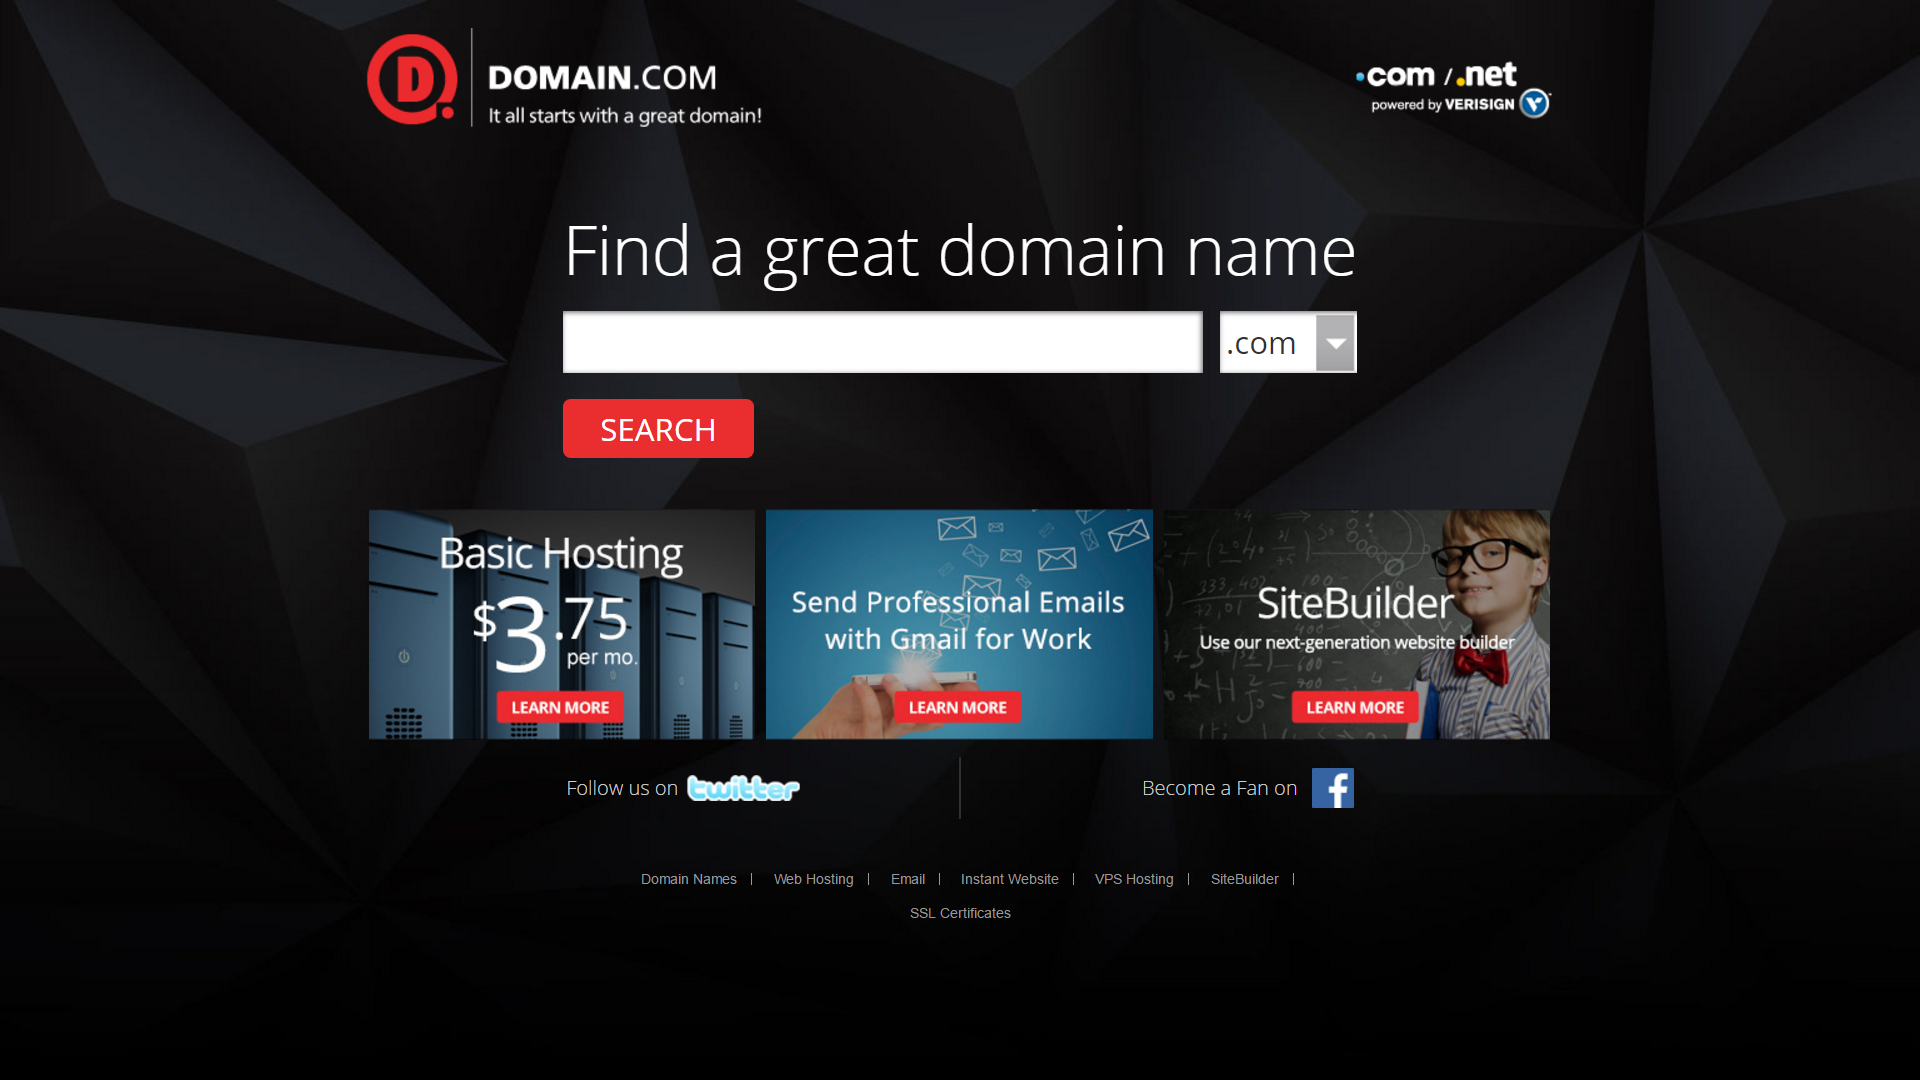 D
DOMAIN.COM
It all starts with a great domain!
.com / .net
powered by VERISIGN
Find a great domain name
.com
SEARCH
Basic Hosting
$3.75
per mo.
LEARN MORE
Send Professional Emails
with Gmail for Work
LEARN MORE
SiteBuilder
Use our next-generation website builder
LEARN MORE
Follow us on twitter
Become a Fan on f
Domain Names | Web Hosting | Email | Instant Website | VPS Hosting | SiteBuilder |
SSL Certificates